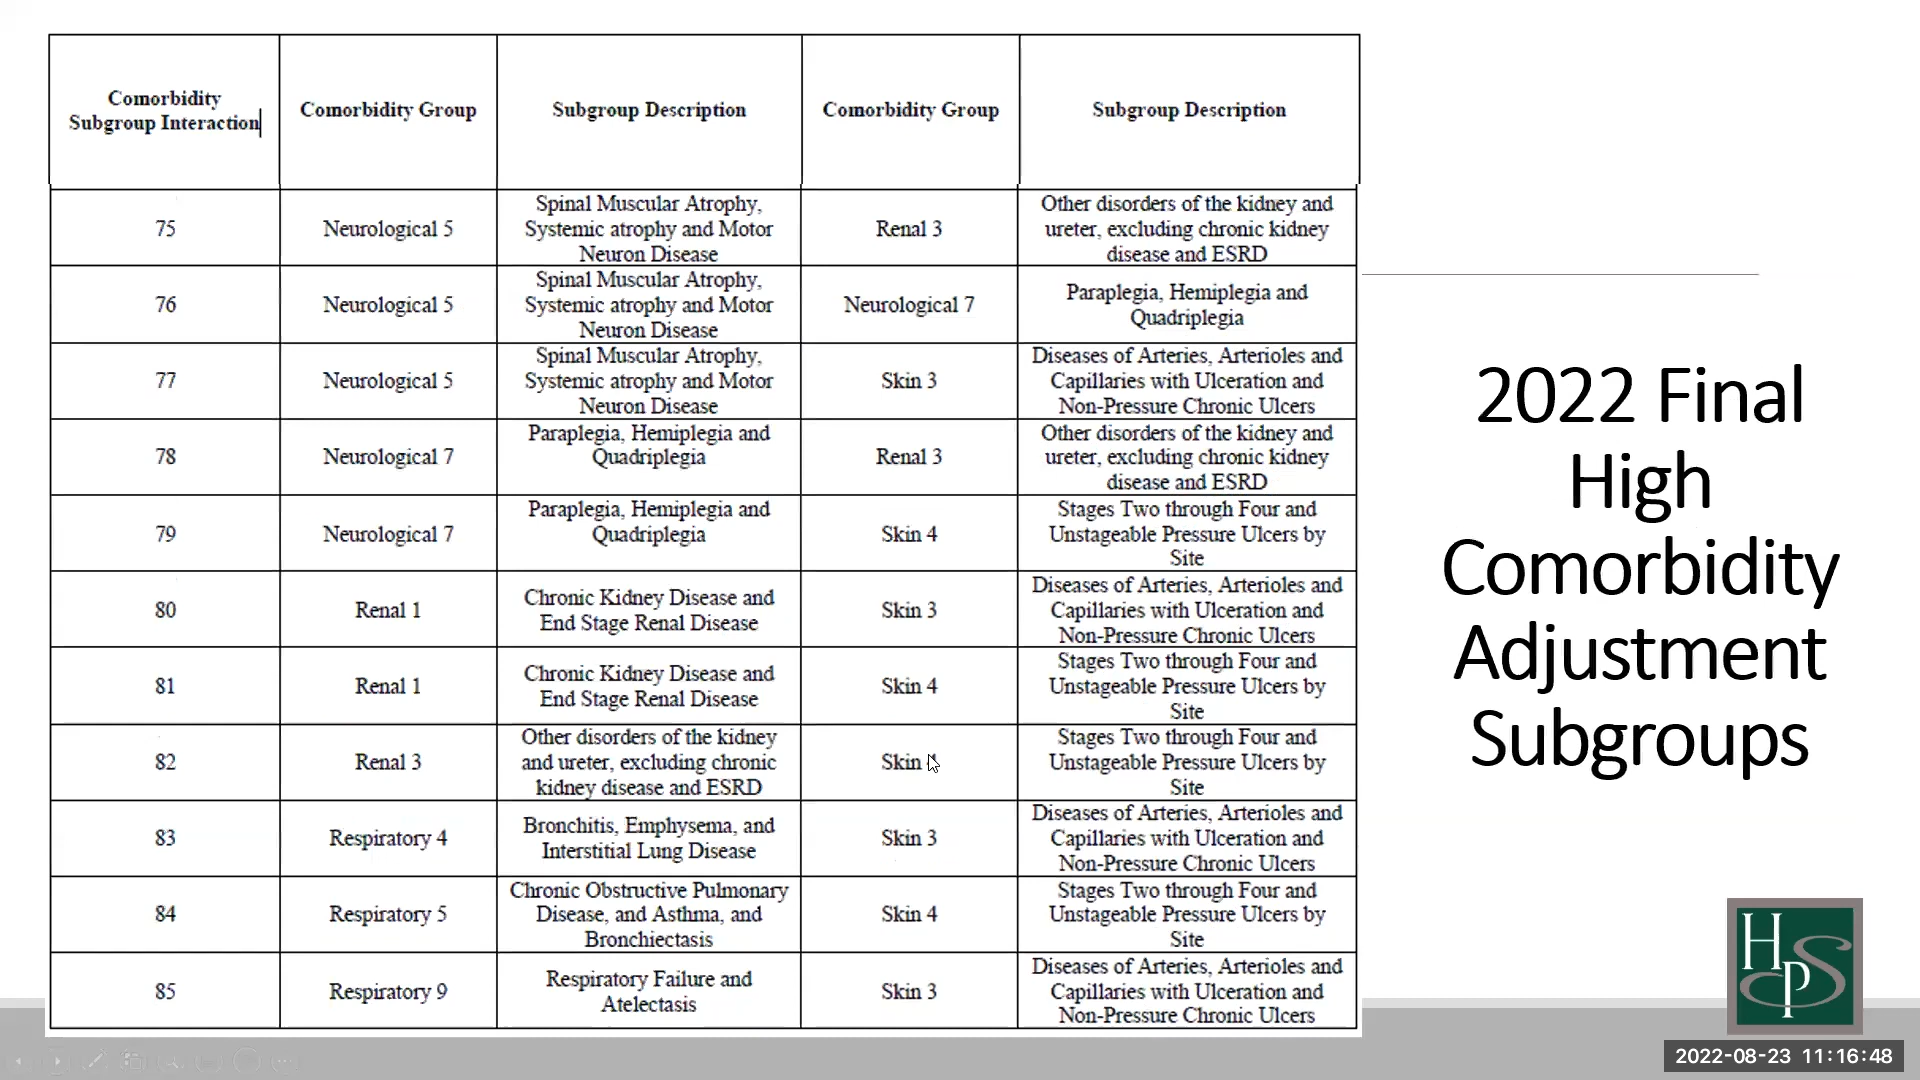 Comorbidity
Subgroup Interaction
Comorbidity Group
Subgroup Description
Comorbidity Group
Subgroup Description
75
Neurological 5
Spinal Muscular Atrophy,
Systemic atrophy and Motor
Neuron Disease
Renal 3
Other disorders of the kidney and
ureter, excluding chronic kidney
disease and ESRD
76
Neurological 5
Spinal Muscular Atrophy,
Systemic atrophy and Motor
Neuron Disease
Neurological 7
Paraplegia, Hemiplegia and
Quadriplegia
77
Neurological 5
Spinal Muscular Atrophy,
Systemic atrophy and Motor
Neuron Disease
Skin 3
Diseases of Arteries, Arterioles and
Capillaries with Ulceration and
Non-Pressure Chronic Ulcers
78
Neurological 7
Paraplegia, Hemiplegia and
Quadriplegia
Renal 3
Other disorders of the kidney and
ureter, excluding chronic kidney
disease and ESRD
79
Neurological 7
Paraplegia, Hemiplegia and
Quadriplegia
Skin 4
Stages Two through Four and
Unstageable Pressure Ulcers by
Site
80
Renal 1
Chronic Kidney Disease and
End Stage Renal Disease
Skin 3
Diseases of Arteries, Arterioles and
Capillaries with Ulceration and
Non-Pressure Chronic Ulcers
81
Renal 1
Chronic Kidney Disease and
End Stage Renal Disease
Skin 4
Stages Two through Four and
Unstageable Pressure Ulcers by
Site
82
Renal 3
Other disorders of the kidney
and ureter, excluding chronic
kidney disease and ESRD
Skin
Stages Two through Four and
Unstageable Pressure Ulcers by
Site
83
Respiratory 4
Bronchitis, Emphysema, and
Interstitial Lung Disease
Skin 3
Diseases of Arteries, Arterioles and
Capillaries with Ulceration and
Non-Pressure Chronic Ulcers
84
Respiratory 5
Chronic Obstructive Pulmonary
Disease, and Asthma, and
Bronchiectasis
Skin 4
Stages Two through Four and
Unstageable Pressure Ulcers by
Site
85
Respiratory 9
Respiratory Failure and
Atelectasis
Skin 3
Diseases of Arteries, Arterioles and
Capillaries with Ulceration and
Non-Pressure Chronic Ulcers
2022 Final
High
Comorbidity
Adjustment
Subgroups
HPS
2022-08-23 11:16:48